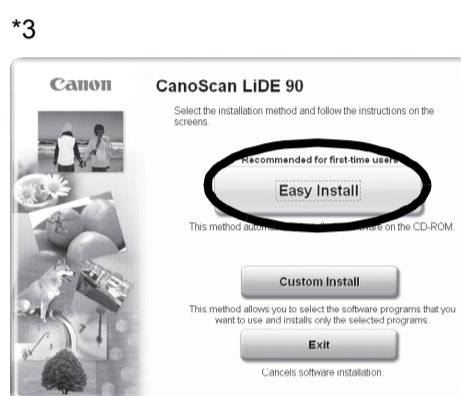 *3
Canon
CanoScan LiDE 90
Select the installation method and follow the instructions on the
screens.
Recommended for first-time users
Easy Install
This method on the CD-ROM.
Custom Install
This method allows you to select the software programs that you
want to use and installs only the selected programs.
Exit
Cancels software installation.